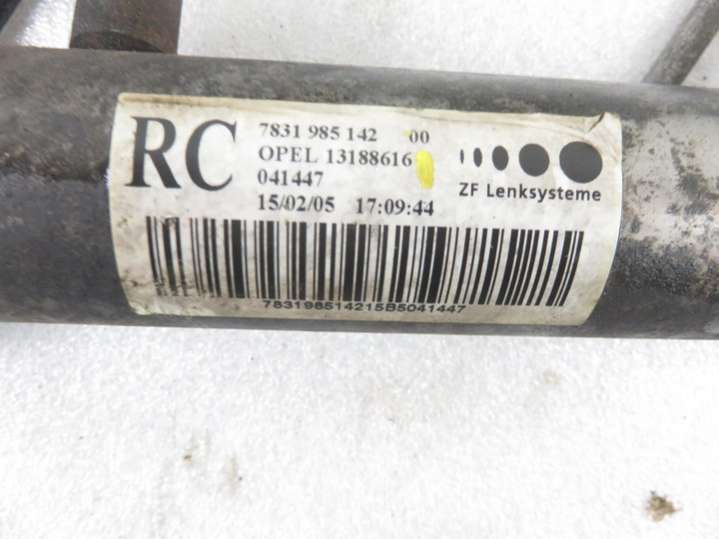 RC
7831 985 142 00
OPEL 13188616
041447
15/02/05 17:09:44
ZF Lenksysteme
783198514215B5041447